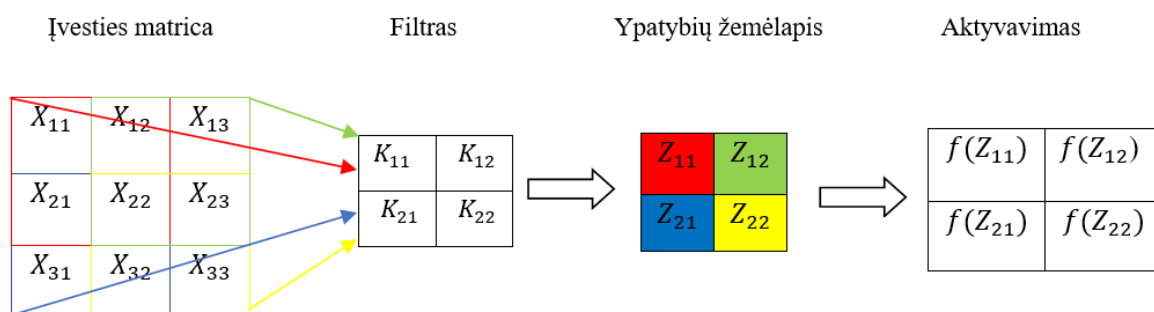 Įvesties matrica Filtras Ypatybių žemėlapis Aktyvavimas
X₁₁ X₁₂ X₁₃
X₂₁ X₂₂ X₂₃
X₃₁ X₃₂ X₃₃
K₁₁ K₁₂
K₂₁ K₂₂
Z₁₁ Z₁₂
Z₂₁ Z₂₂
f(Z₁₁) f(Z₁₂)
f(Z₂₁) f(Z₂₂)